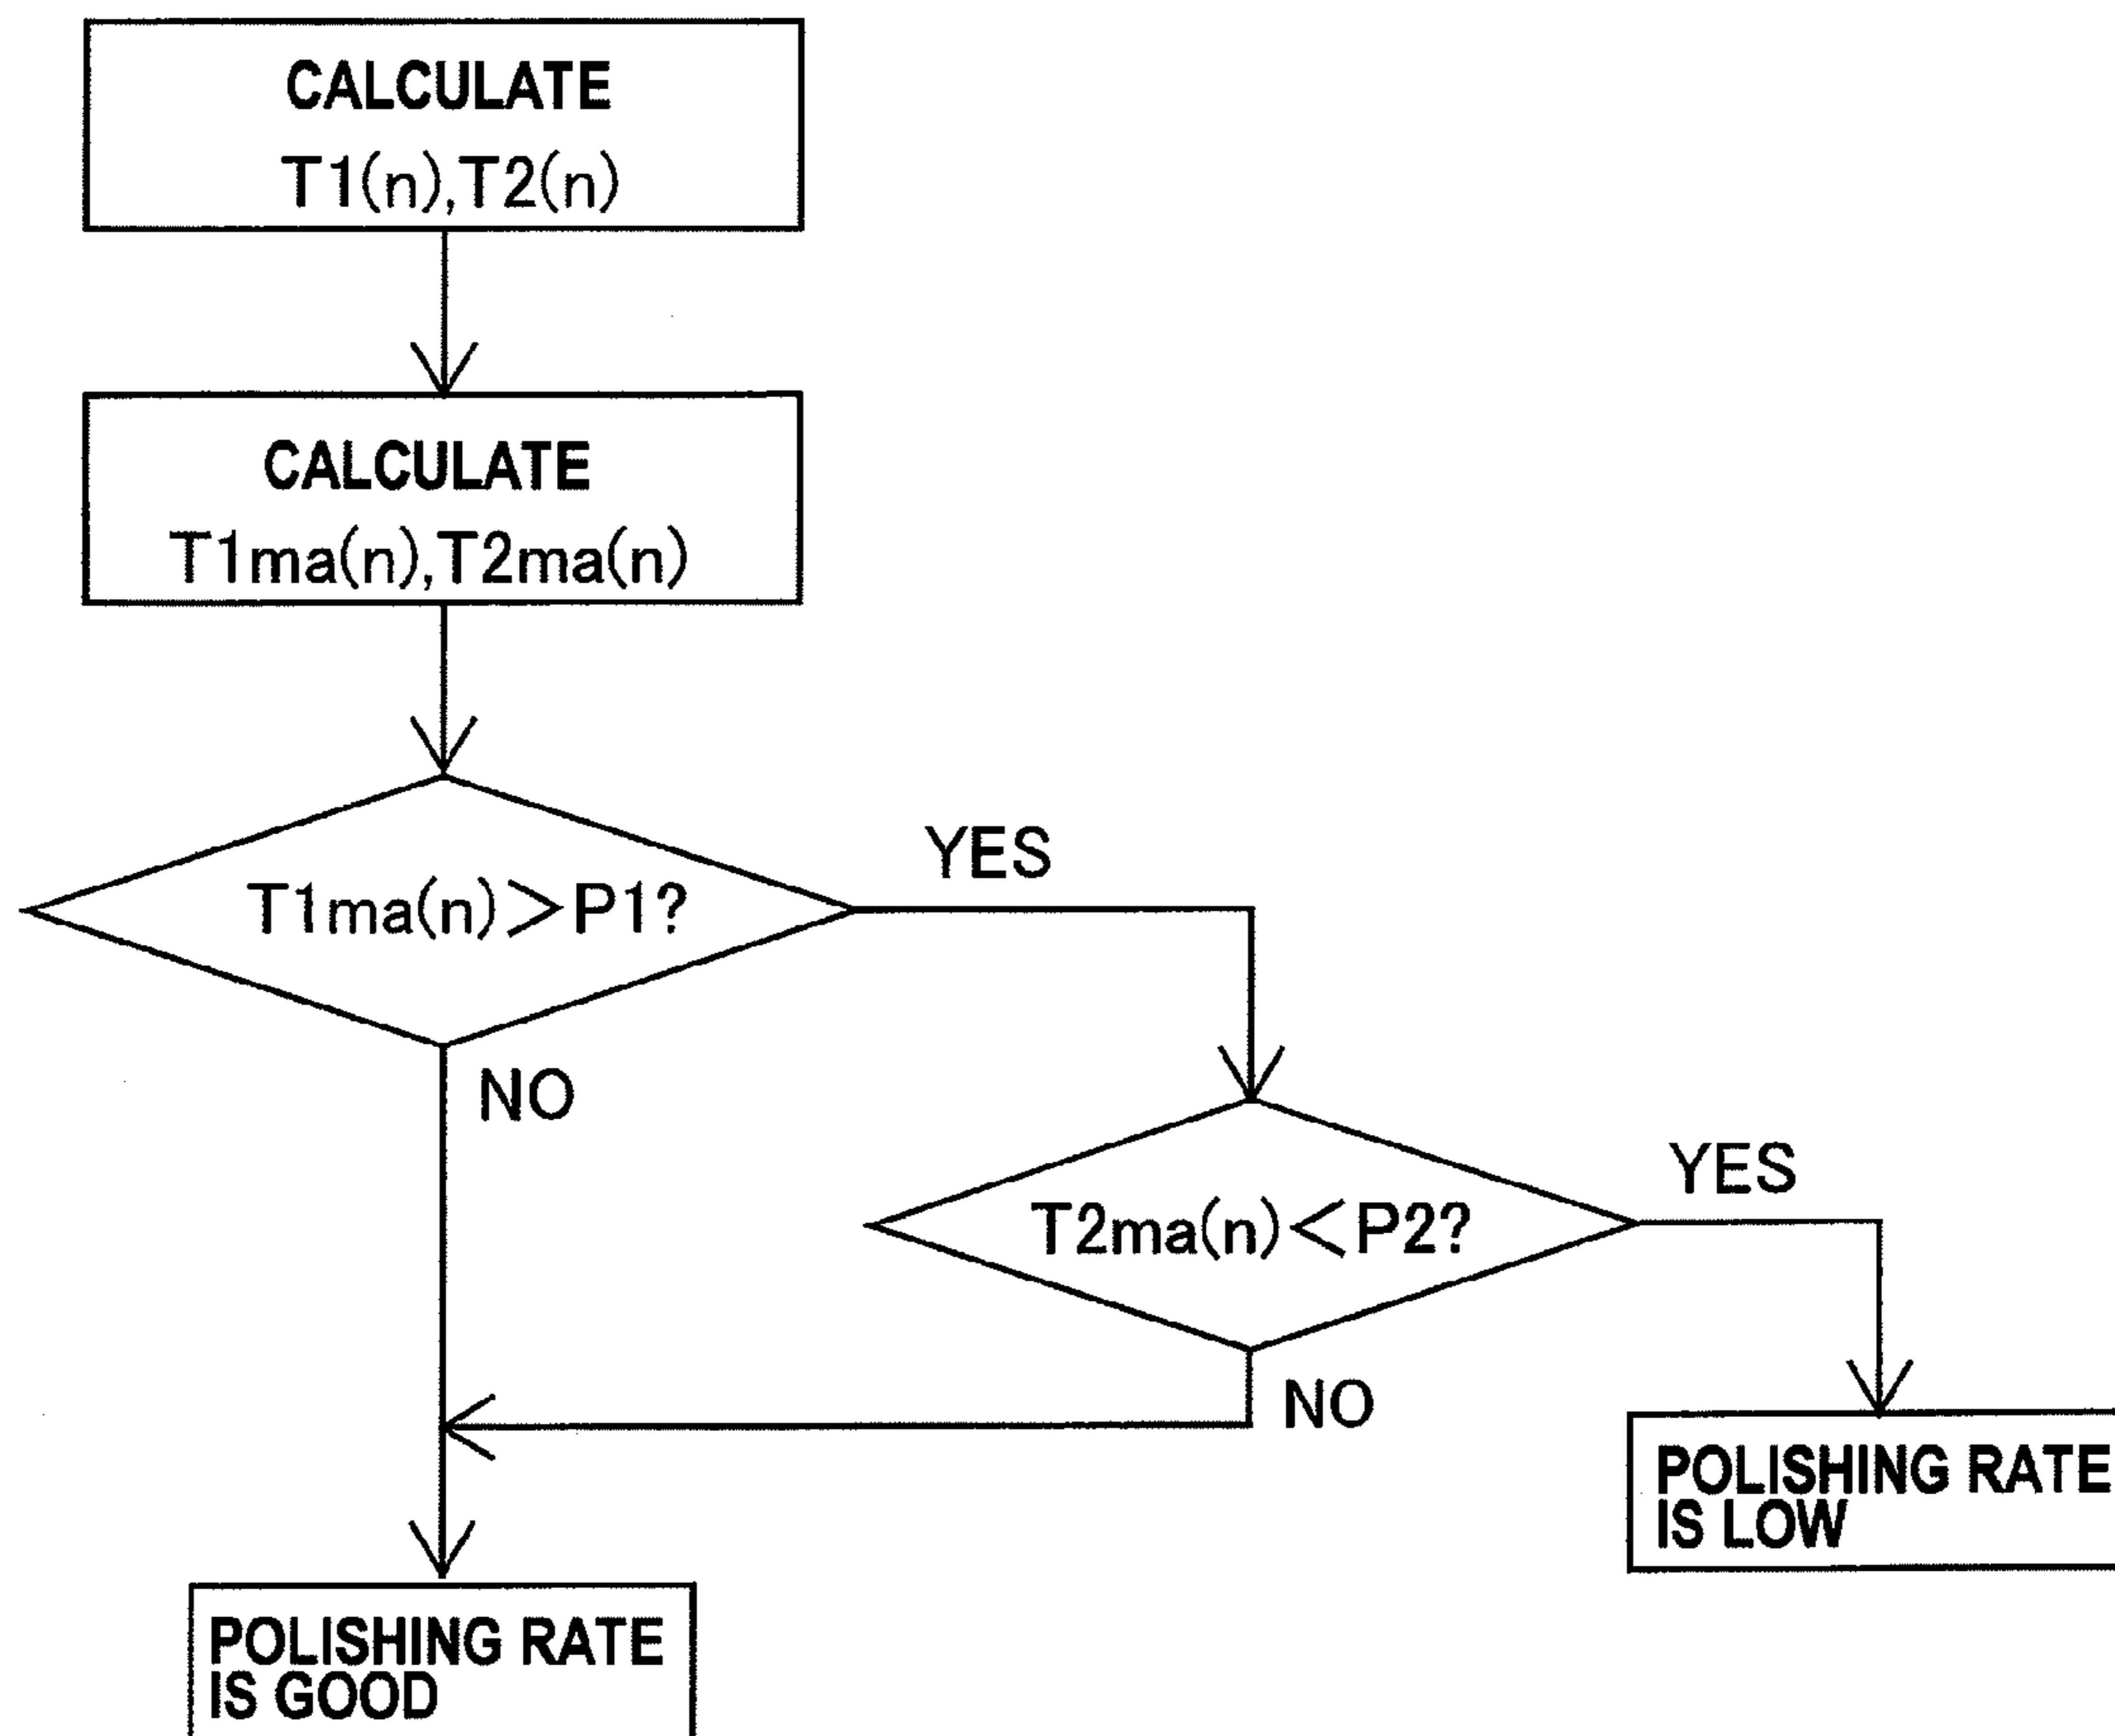 CALCULATE
T1(n),T2(n)
CALCULATE
T1ma(n),T2ma(n)
T1ma(n)>P1?
YES
NO
T2ma(n)<P2?
YES
NO
POLISHING RATE
IS LOW
POLISHING RATE
IS GOOD